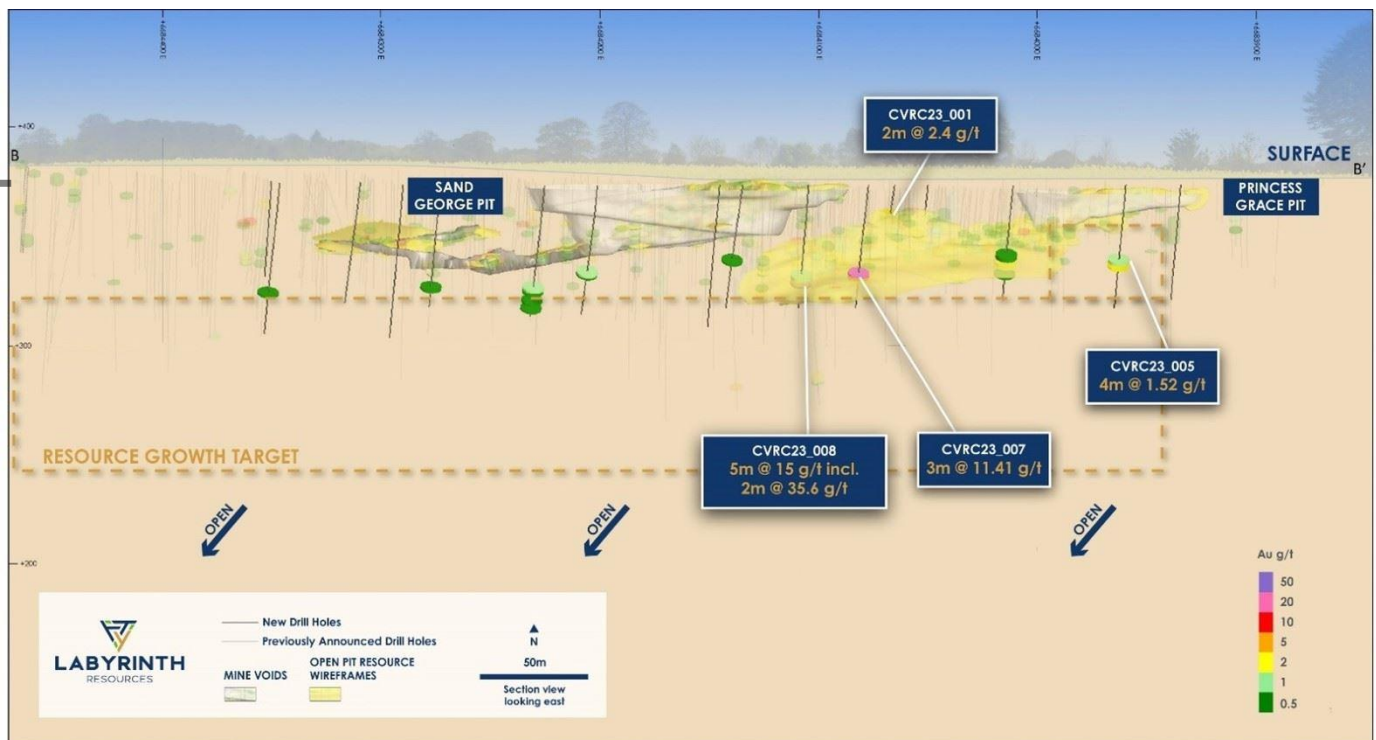 +400
B
SURFACE
B'
CVRC23_001
2m @ 2.4 g/t
SAND
GEORGE PIT
PRINCESS
GRACE PIT
+300
CVRC23_005
4m @ 1.52 g/t
CVRC23_008
5m @ 15 g/t incl.
2m @ 35.6 g/t
CVRC23_007
3m @ 11.41 g/t
RESOURCE GROWTH TARGET
OPEN
OPEN
OPEN
+200
LABYRINTH
RESOURCES
New Drill Holes
Previously Announced Drill Holes
MINE VOIDS
OPEN PIT RESOURCE
WIREFRAMES
N
50m
Section view
looking east
Au g/t
50
20
10
5
2
1
0.5